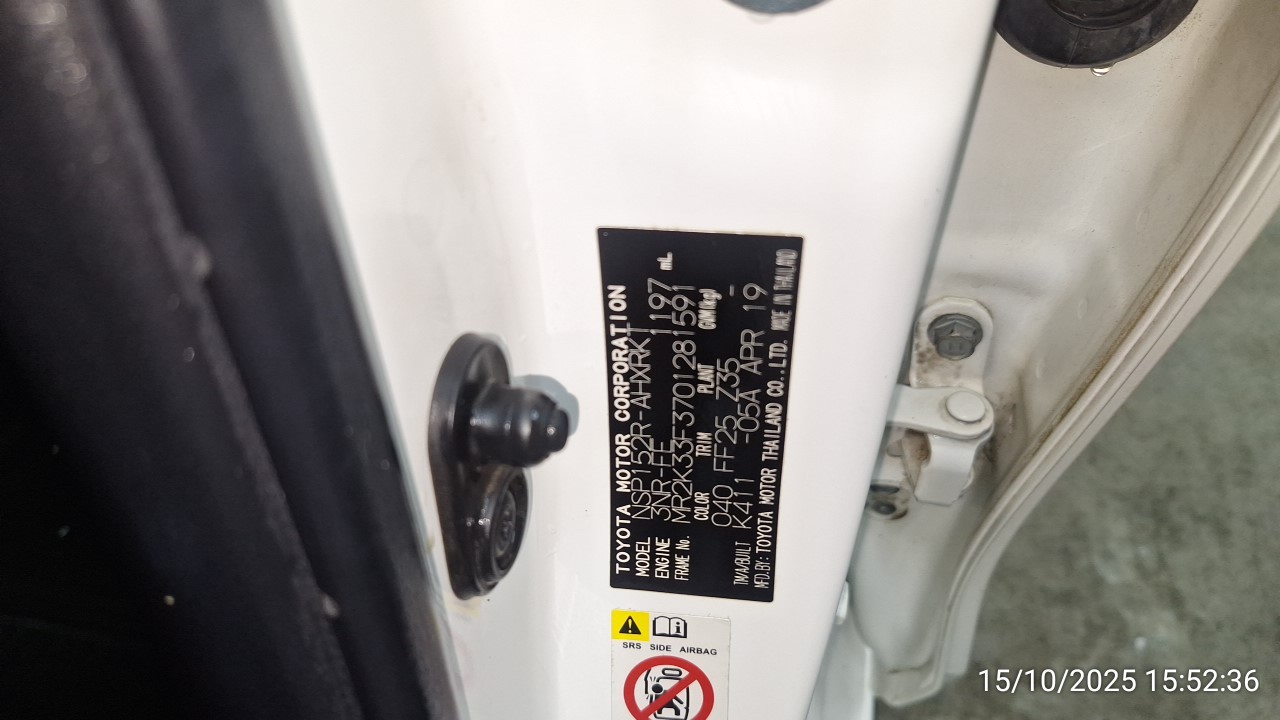 TOYOTA MOTOR CORPORATION
MODEL NSP152R-AHXRKT
ENGINE 3NR-EE 1197 mL
FRAME No. MR2K33F3701281591
COLOR TRIM PLANT GVM(kg)
040 FF25 Z35 -
T/M/A/BUILT K411 -05A APR 19
MFD.BY: TOYOTA MOTOR THAILAND CO.,LTD. MADE IN THAILAND
SRS SIDE AIRBAG
15/10/2025 15:52:36